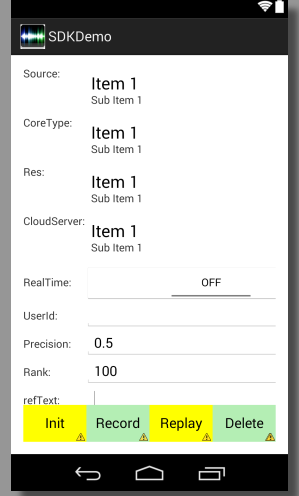 SDKDemo
Source:
Item 1
Sub Item 1
CoreType:
Item 1
Sub Item 1
Res:
Item 1
Sub Item 1
CloudServer:
Item 1
Sub Item 1
RealTime: OFF
UserId:
Precision: 0.5
Rank: 100
refText:
Init Record Replay Delete